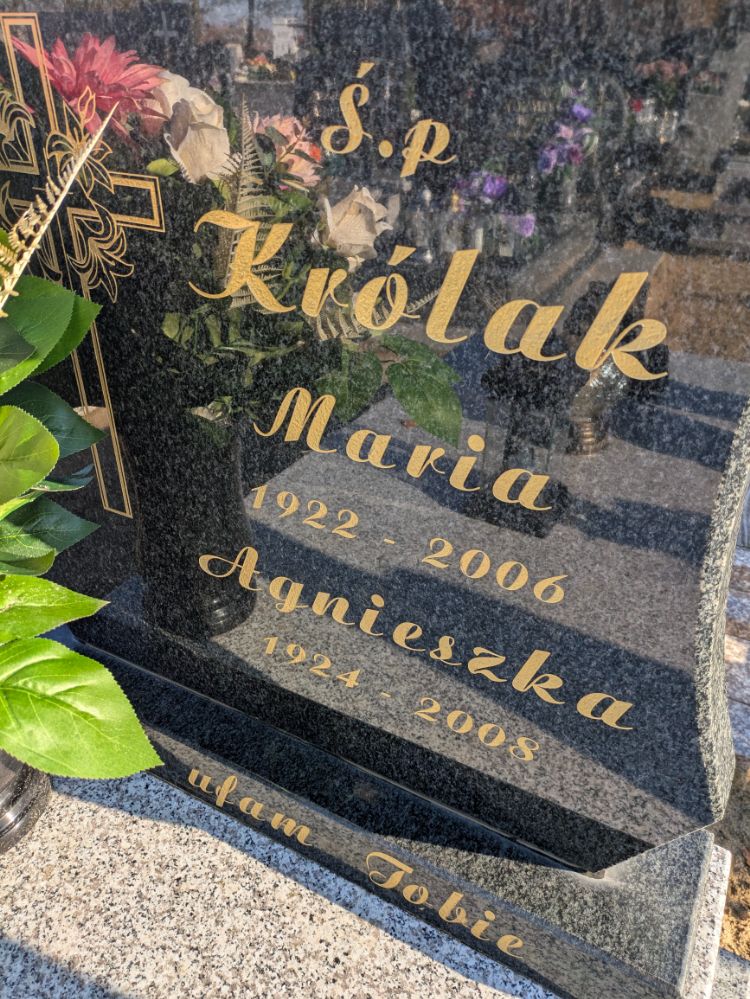 Ś.p
Królak
Maria
1922 - 2006
Agnieszka
1924 - 2008
ufam Tobie